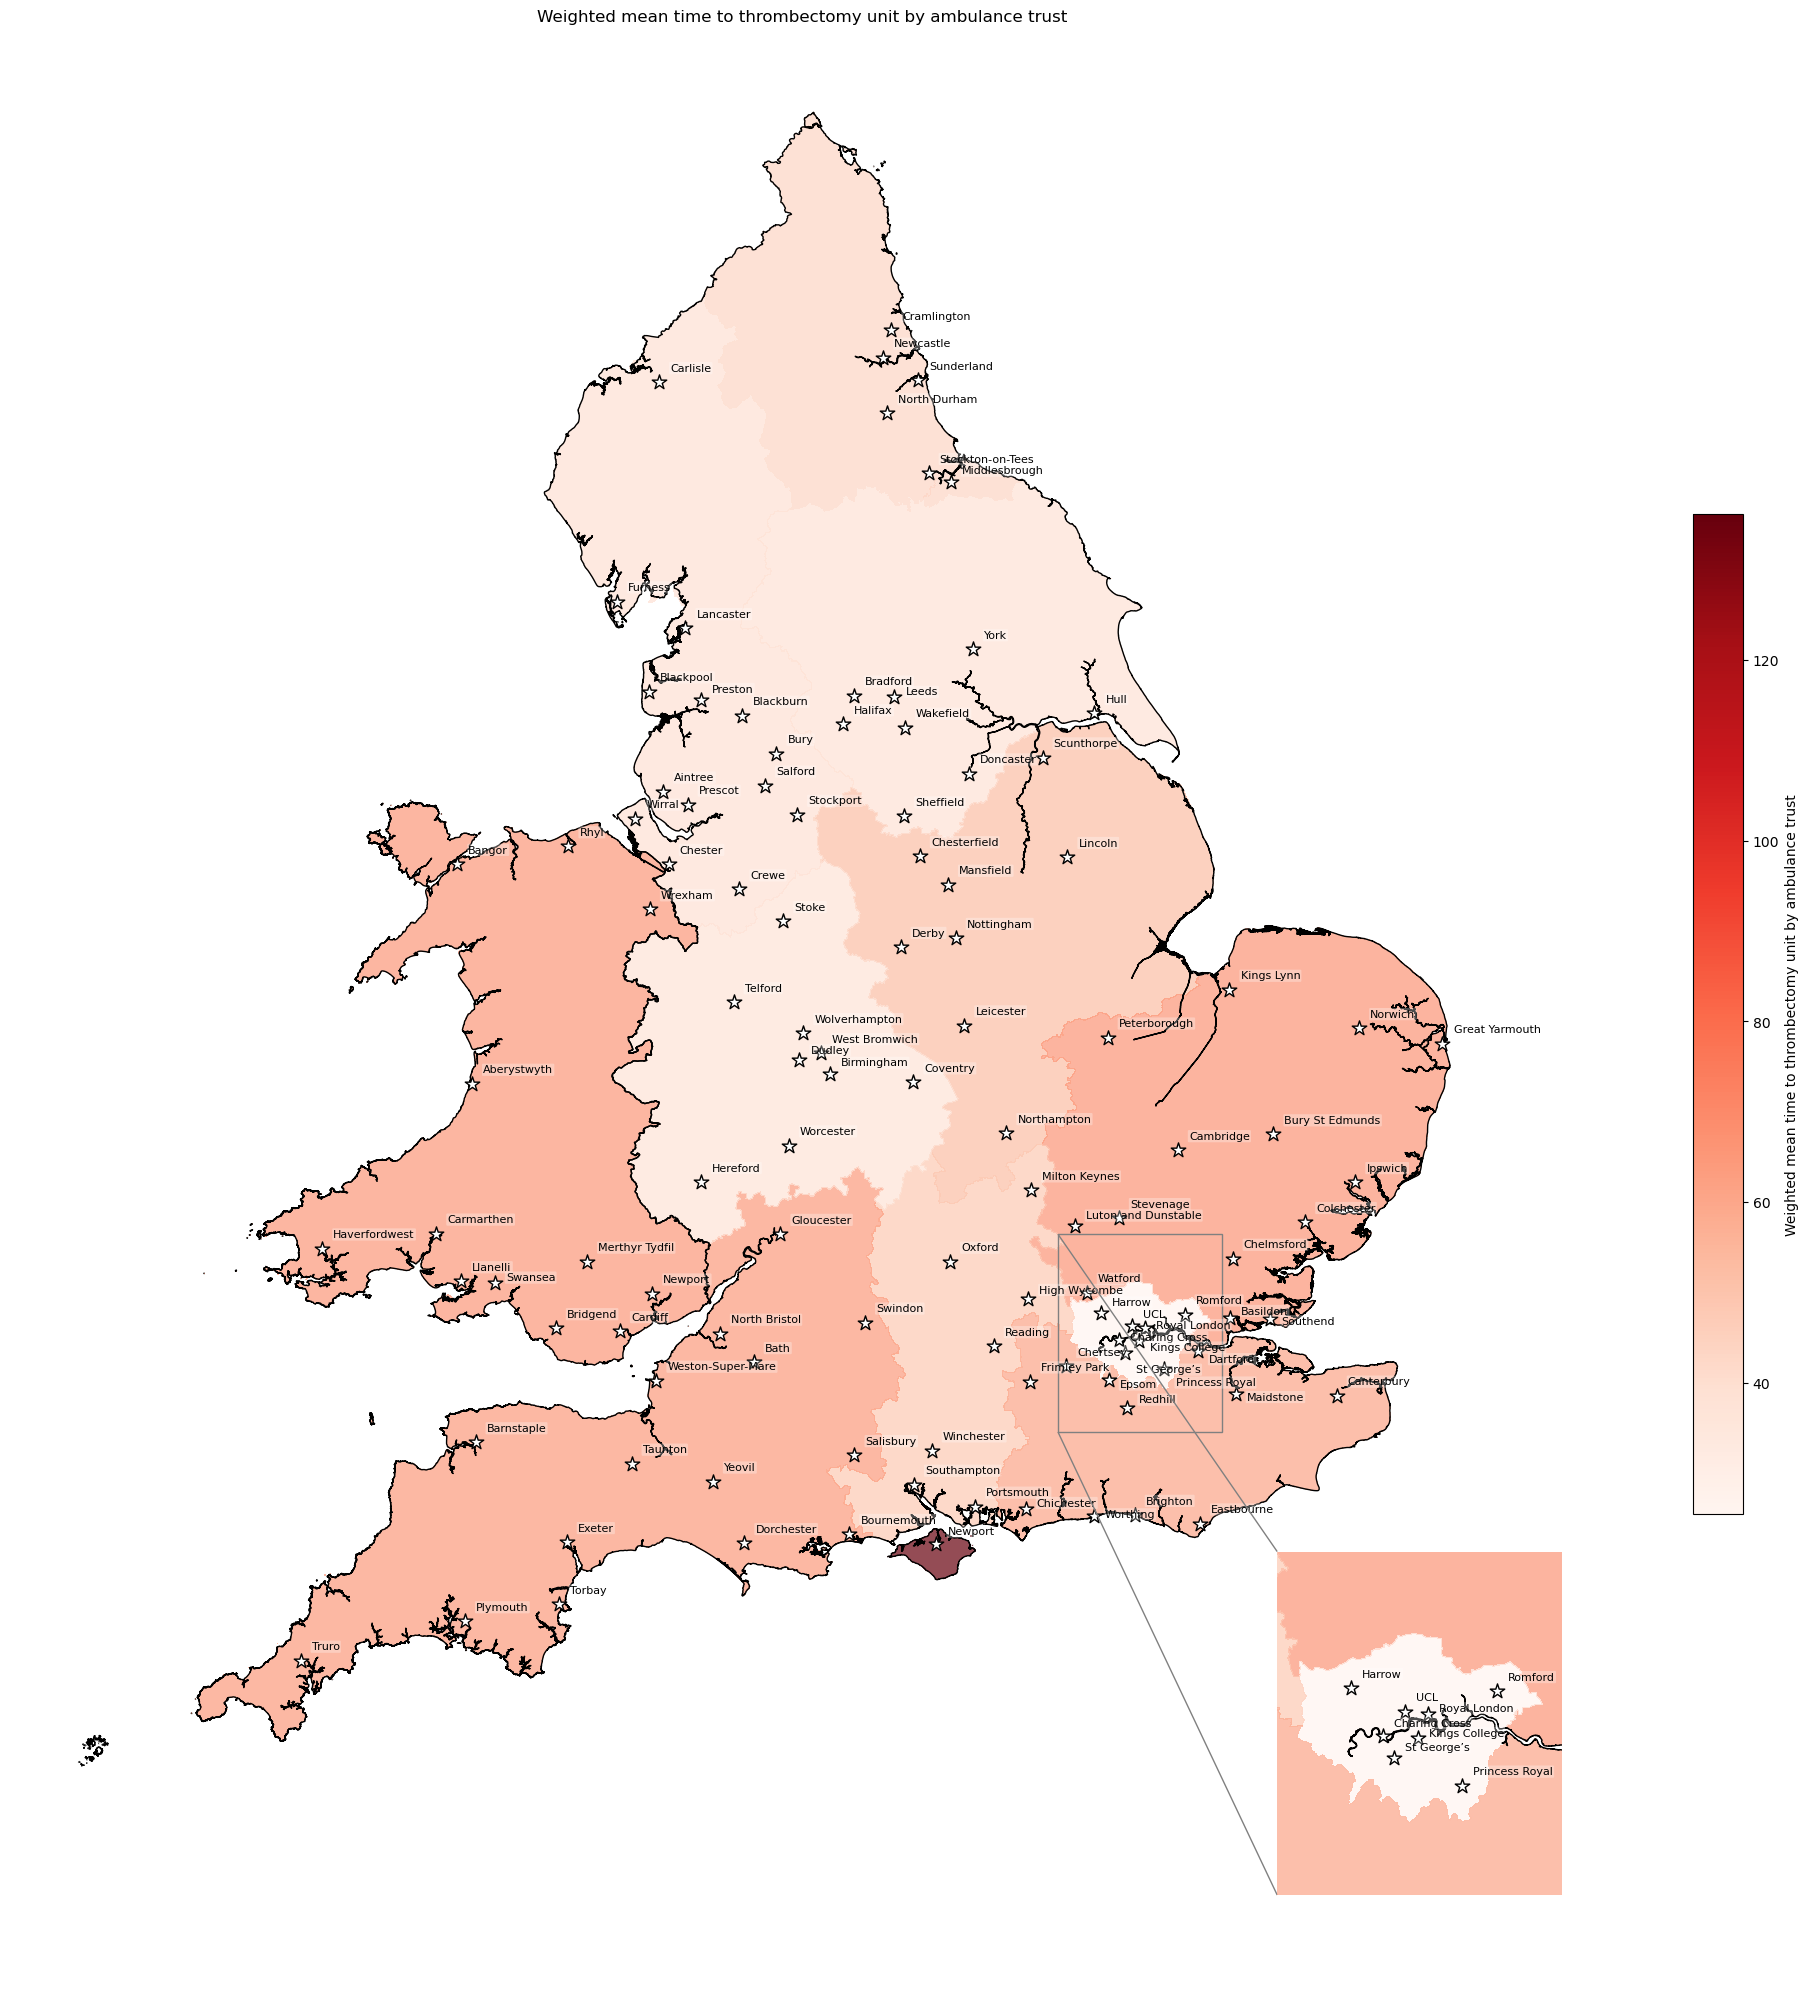 Weighted mean time to thrombectomy unit by ambulance trust
Cramlington
Newcastle
Carlisle
Sunderland
North Durham
Stockton-on-Tees
Middlesbrough
Furness
Lancaster
York
Blackpool
Preston
Blackburn
Bradford
Leeds
Halifax
Wakefield
Hull
Bury
Scunthorpe
Doncaster
Aintree
Salford
Prescot
Wirral
Stockport
Sheffield
Rhyl
Bangor
Chester
Chesterfield
Lincoln
Mansfield
Crewe
Wrexham
Stoke
Derby
Nottingham
Kings Lynn
Telford
Wolverhampton
West Bromwich
Dudley
Birmingham
Leicester
Peterborough
Norwich
Great Yarmouth
Aberystwyth
Coventry
Northampton
Bury St Edmunds
Cambridge
Worcester
Hereford
Milton Keynes
Ipswich
Stevenage
Luton and Dunstable
Colchester
Carmarthen
Haverfordwest
Gloucester
Merthyr Tydfil
Oxford
Chelmsford
Llanelli
Swansea
Newport
High Wycombe
Watford
Harrow
Romford
Bridgend
Cardiff
North Bristol
Swindon
UCL
Royal London
Basildon
Southend
Charing Cross
Kings College
Reading
Bath
Chertsey
Dartford
Weston-Super-Mare
Frimley Park
St George’s
Epsom
Princess Royal
Canterbury
Redhill
Maidstone
Barnstaple
Taunton
Salisbury
Winchester
Yeovil
Southampton
Portsmouth
Chichester
Brighton
Worthing
Eastbourne
Exeter
Dorchester
Bournemouth
Newport
Torbay
Plymouth
Truro
Harrow
Romford
UCL
Royal London
Charing Cross
Kings College
St George’s
Princess Royal
120
100
80
60
40
Weighted mean time to thrombectomy unit by ambulance trust